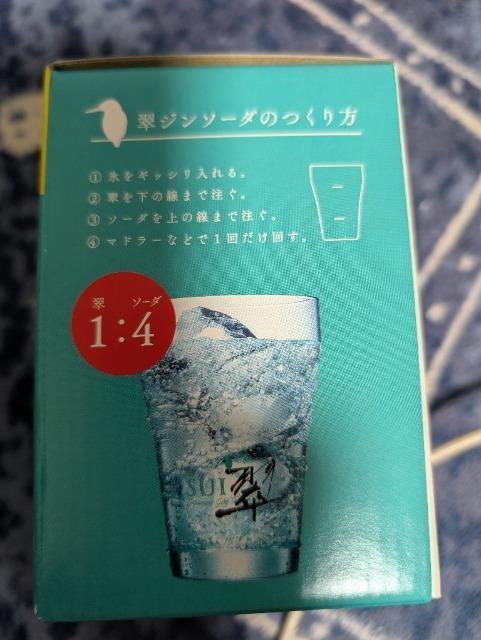 翠ジンソーダのつくり方
① 氷をギッシリ入れる。
② 翠を下の線まで注ぐ。
③ ソーダを上の線まで注ぐ。
④ マドラーなどで1回だけ回す。
翠 ソーダ
1:4
SUI
翠